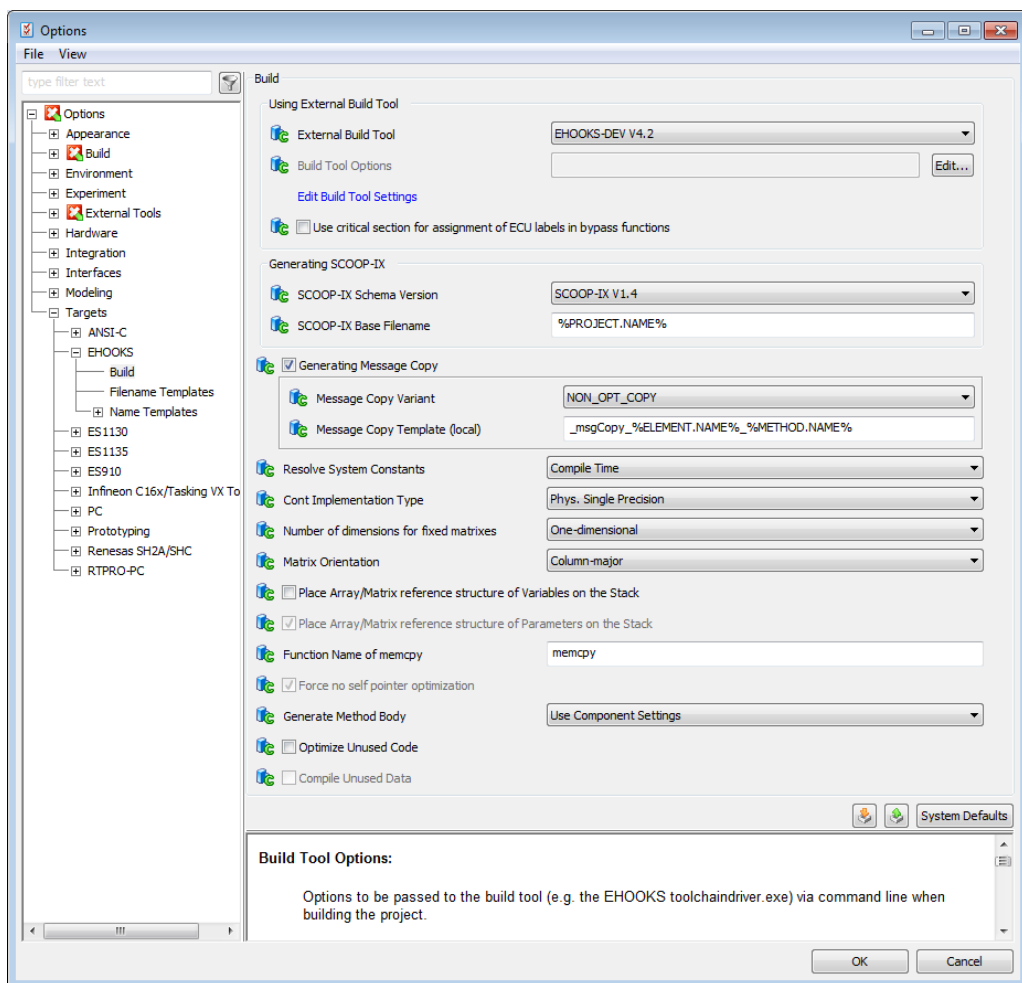 Options
File View
type filter text
Options
Appearance
Build
Environment
Experiment
External Tools
Hardware
Integration
Interfaces
Modeling
Targets
ANSI-C
EHOOKS
Build
Filename Templates
Name Templates
ES1130
ES1135
ES910
Infineon C16x/Tasking VX To
PC
Prototyping
Renesas SH2A/SHC
RTPRO-PC
Build
Using External Build Tool
External Build Tool EHOOKS-DEV V4.2
Build Tool Options Edit...
Edit Build Tool Settings
Use critical section for assignment of ECU labels in bypass functions
Generating SCOOP-IX
SCOOP-IX Schema Version SCOOP-IX V1.4
SCOOP-IX Base Filename %PROJECT.NAME%
Generating Message Copy
Message Copy Variant NON_OPT_COPY
Message Copy Template (local) _msgCopy_%ELEMENT.NAME%_%METHOD.NAME%
Resolve System Constants Compile Time
Cont Implementation Type Phys. Single Precision
Number of dimensions for fixed matrixes One-dimensional
Matrix Orientation Column-major
Place Array/Matrix reference structure of Variables on the Stack
Place Array/Matrix reference structure of Parameters on the Stack
Function Name of memcpy memcpy
Force no self pointer optimization
Generate Method Body Use Component Settings
Optimize Unused Code
Compile Unused Data
System Defaults
Build Tool Options:
Options to be passed to the build tool (e.g. the EHOOKS toolchaindriver.exe) via command line when
building the project.
OK Cancel